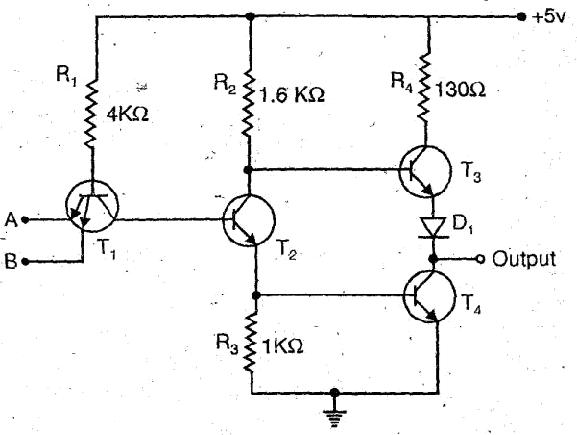 +5v
R₁
4KΩ
R₂
1.6 KΩ
R₄
130Ω
T₃
A
B
T₁
T₂
D₁
Output
T₄
R₃
1KΩ